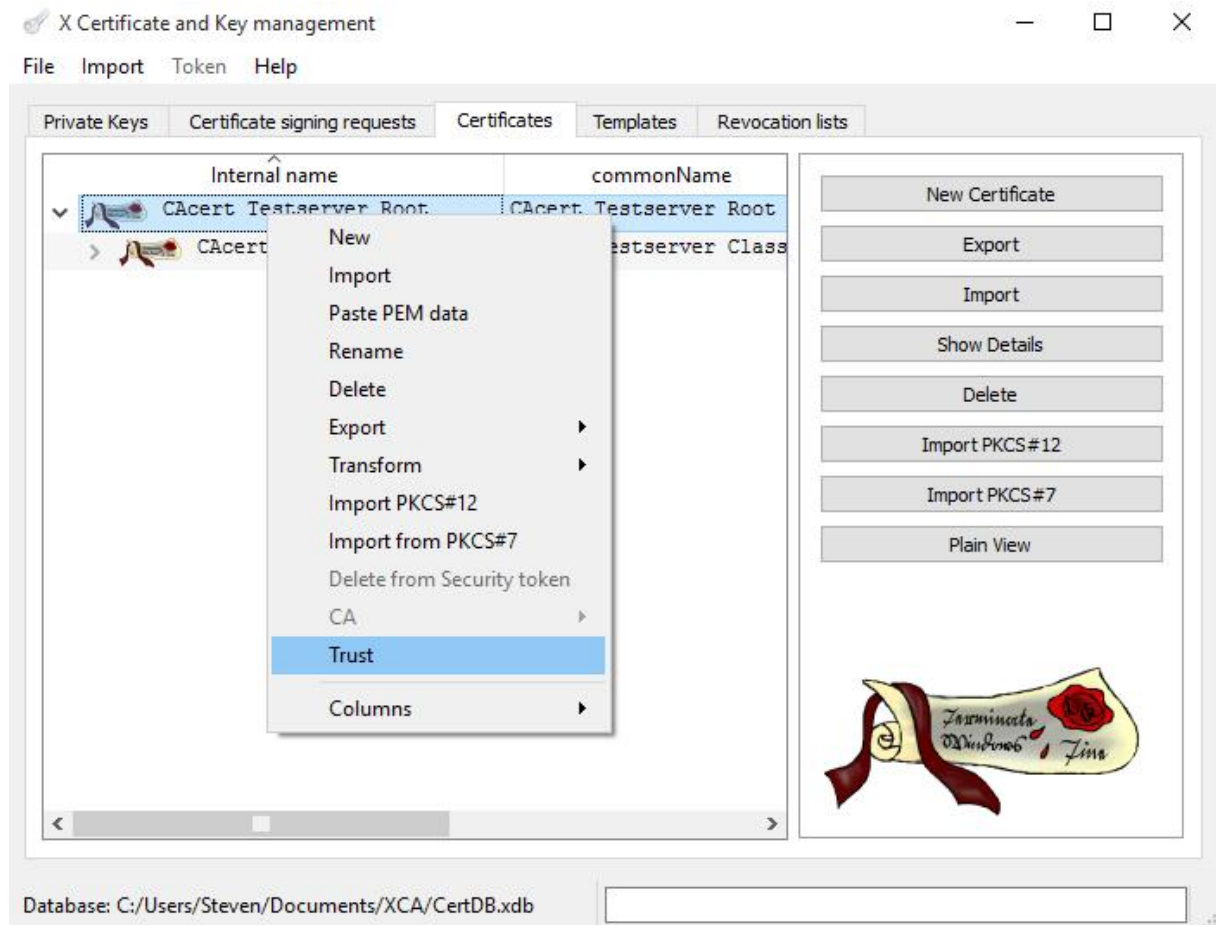 X Certificate and Key management
File Import Token Help
Private Keys Certificate signing requests Certificates Templates Revocation lists
Internal name commonName
CAcert Testserver Root CAcert Testserver Root
CAcert estserver Class
New
Import
Paste PEM data
Rename
Delete
Export
Transform
Import PKCS#12
Import from PKCS#7
Delete from Security token
CA
Trust
Columns
New Certificate
Export
Import
Show Details
Delete
Import PKCS#12
Import PKCS#7
Plain View
Windows
Database: C:/Users/Steven/Documents/XCA/CertDB.xdb